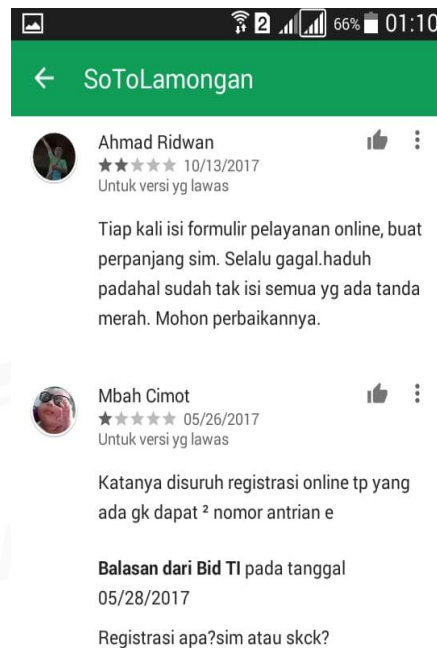 2 66% 01:10
SoToLamongan
Ahmad Ridwan
10/13/2017
Untuk versi yg lawas
Tiap kali isi formulir pelayanan online, buat
perpanjang sim. Selalu gagal.haduh
padahal sudah tak isi semua yg ada tanda
merah. Mohon perbaikannya.
Mbah Cimot
05/26/2017
Untuk versi yg lawas
Katanya disuruh registrasi online tp yang
ada gk dapat ² nomor antrian e
Balasan dari Bid TI pada tanggal
05/28/2017
Registrasi apa?sim atau skck?